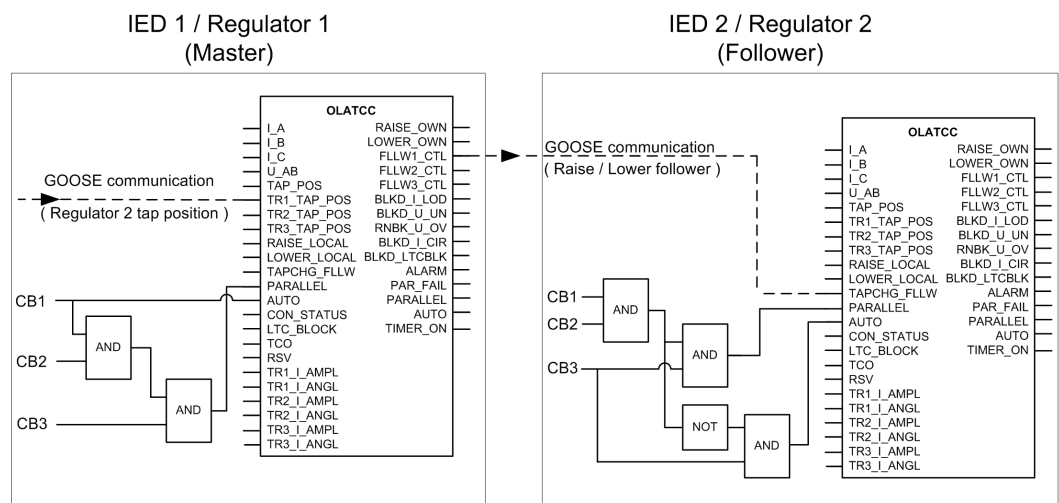 IED 1 / Regulator 1
(Master)
IED 2 / Regulator 2
(Follower)
OLATCC
I_A
I_B
I_C
U_AB
TAP_POS
TR1_TAP_POS
TR2_TAP_POS
TR3_TAP_POS
RAISE_LOCAL
LOWER_LOCAL
TAPCHG_FLLW
PARALLEL
AUTO
CON_STATUS
LTC_BLOCK
TCO
RSV
TR1_I_AMPL
TR1_I_ANGL
TR2_I_AMPL
TR2_I_ANGL
TR3_I_AMPL
TR3_I_ANGL
RAISE_OWN
LOWER_OWN
FLLW1_CTL
FLLW2_CTL
FLLW3_CTL
BLKD_I_LOD
BLKD_U_UN
RNBK_U_OV
BLKD_I_CIR
BLKD_LTCBLK
ALARM
PAR_FAIL
PARALLEL
AUTO
TIMER_ON
GOOSE communication
( Regulator 2 tap position )
CB1
CB2
CB3
AND
AND
GOOSE communication
( Raise / Lower follower )
CB1
CB2
CB3
AND
AND
NOT
AND
OLATCC
I_A
I_B
I_C
U_AB
TAP_POS
TR1_TAP_POS
TR2_TAP_POS
TR3_TAP_POS
RAISE_LOCAL
LOWER_LOCAL
TAPCHG_FLLW
PARALLEL
AUTO
CON_STATUS
LTC_BLOCK
TCO
RSV
TR1_I_AMPL
TR1_I_ANGL
TR2_I_AMPL
TR2_I_ANGL
TR3_I_AMPL
TR3_I_ANGL
RAISE_OWN
LOWER_OWN
FLLW1_CTL
FLLW2_CTL
FLLW3_CTL
BLKD_I_LOD
BLKD_U_UN
RNBK_U_OV
BLKD_I_CIR
BLKD_LTCBLK
ALARM
PAR_FAIL
PARALLEL
AUTO
TIMER_ON